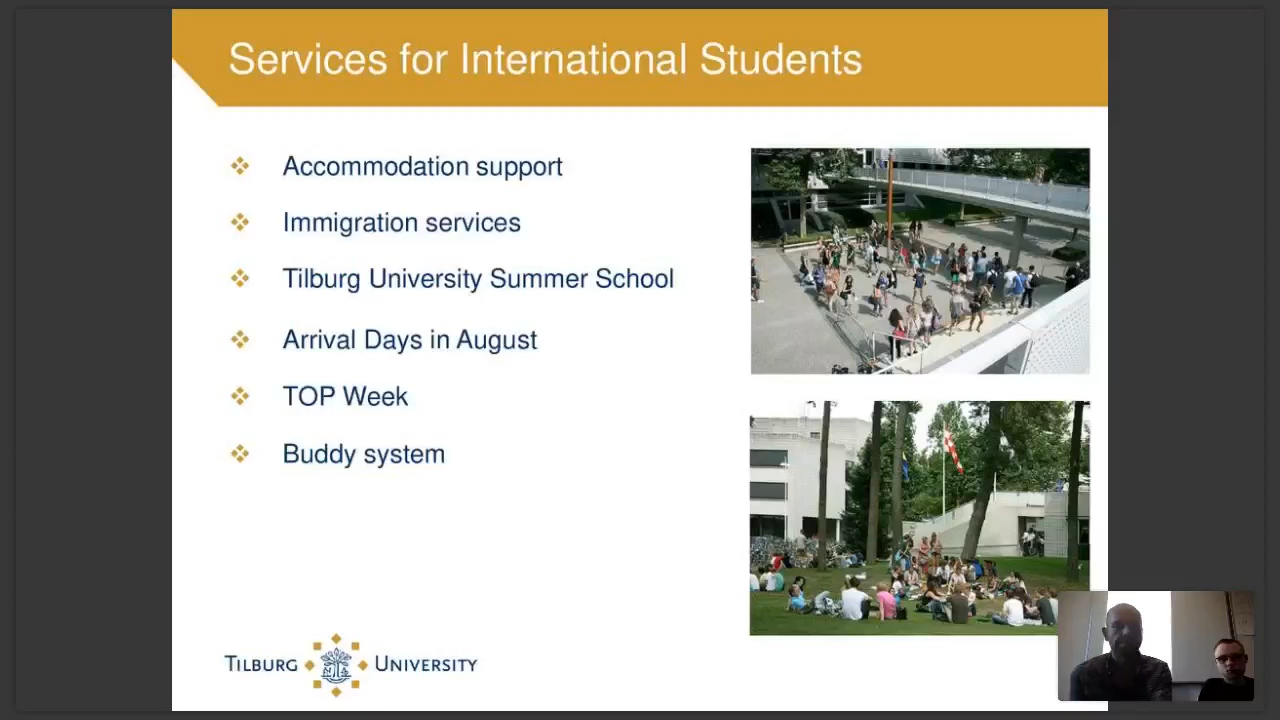 Services for International Students
Accommodation support
Immigration services
Tilburg University Summer School
Arrival Days in August
TOP Week
Buddy system
TILBURG UNIVERSITY